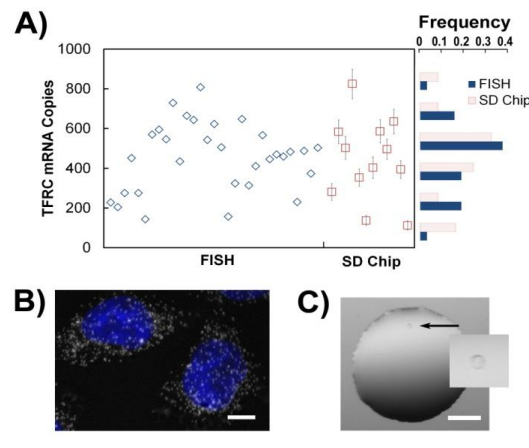 A)
Frequency
0 0.1 0.2 0.3 0.4
TFRC mRNA Copies
1000
800
600
400
200
0
FISH
SD Chip
FISH
SD Chip
B)
C)